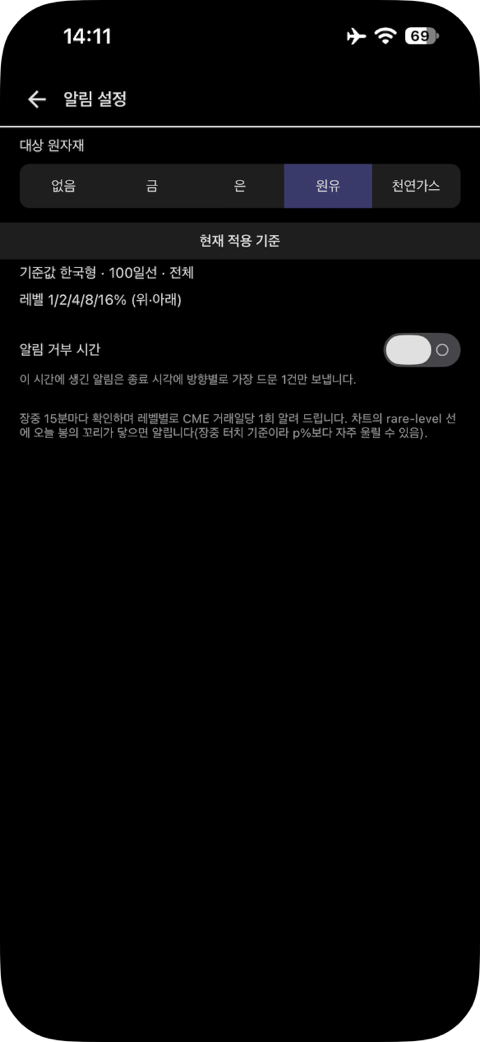 14:11
69
알림 설정
대상 원자재
없음 금 은 원유 천연가스
현재 적용 기준
기준값 한국형 · 100일선 · 전체
레벨 1/2/4/8/16% (위·아래)
알림 거부 시간
이 시간에 생긴 알림은 종료 시각에 방향별로 가장 드문 1건만 보냅니다.
장중 15분마다 확인하며 레벨별로 CME 거래일당 1회 알려 드립니다. 차트의 rare-level 선
에 오늘 봉의 꼬리가 닿으면 알립니다(장중 터치 기준이라 p%보다 자주 울릴 수 있음).